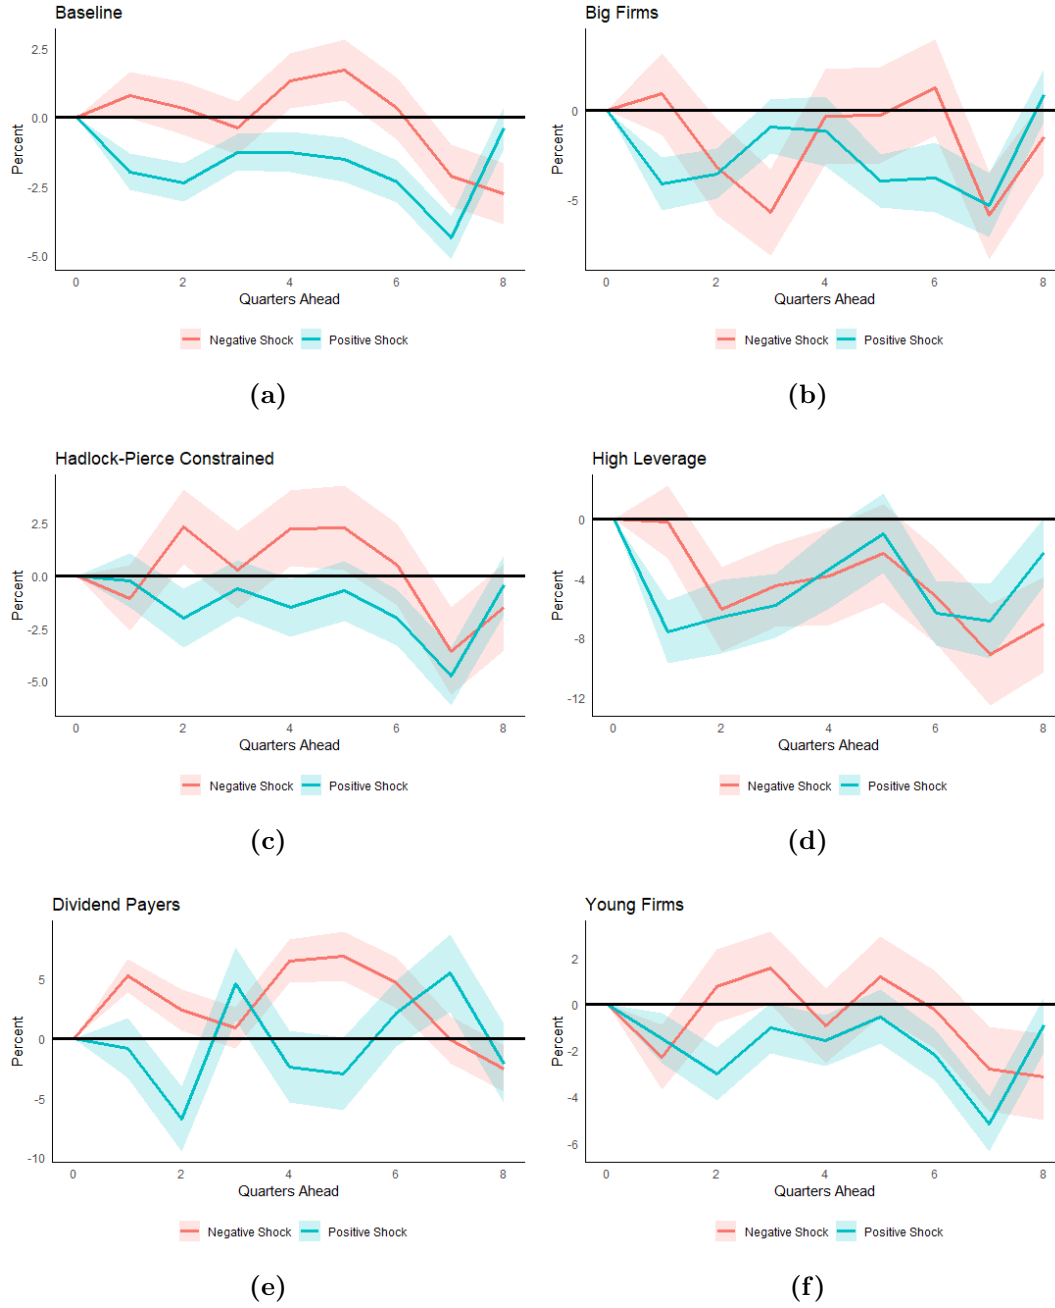 Baseline
2.5
0.0
-2.5
-5.0
Percent
0 2 4 6 8
Quarters Ahead
Negative Shock Positive Shock
(a)
Big Firms
0
-5
Percent
0 2 4 6 8
Quarters Ahead
Negative Shock Positive Shock
(b)
Hadlock-Pierce Constrained
2.5
0.0
-2.5
-5.0
Percent
0 2 4 6 8
Quarters Ahead
Negative Shock Positive Shock
(c)
High Leverage
0
-4
-8
-12
Percent
0 2 4 6 8
Quarters Ahead
Negative Shock Positive Shock
(d)
Dividend Payers
5
0
-5
-10
Percent
0 2 4 6 8
Quarters Ahead
Negative Shock Positive Shock
(e)
Young Firms
2
0
-2
-4
-6
Percent
0 2 4 6 8
Quarters Ahead
Negative Shock Positive Shock
(f)